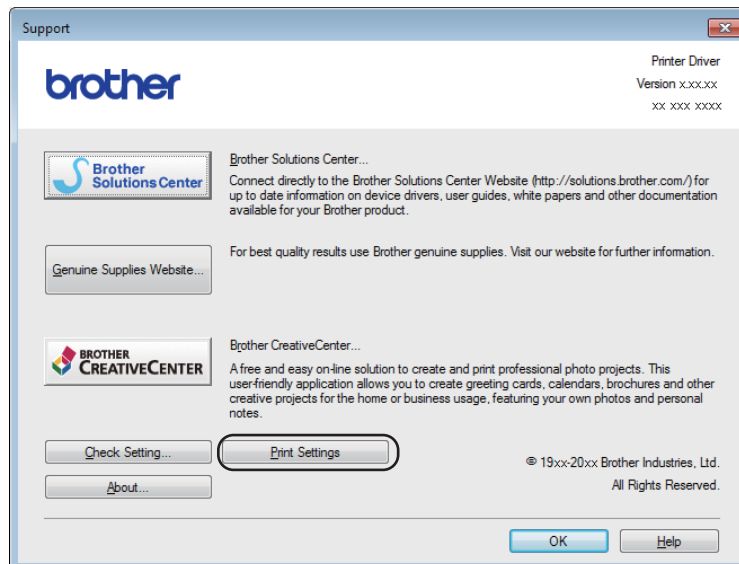 Support
brother
Printer Driver
Version x.xx.xx
xx xxx xxxx
Brother
Solutions Center
Brother Solutions Center...
Connect directly to the Brother Solutions Center Website (http://solutions.brother.com/) for
up to date information on device drivers, user guides, white papers and other documentation
available for your Brother product.
Genuine Supplies Website...
For best quality results use Brother genuine supplies. Visit our website for further information.
BROTHER
CREATIVECENTER
Brother CreativeCenter...
A free and easy on-line solution to create and print professional photo projects. This
user-friendly application allows you to create greeting cards, calendars, brochures and other
creative projects for the home or business usage, featuring your own photos and personal
notes.
Check Setting...
Print Settings
© 19xx-20xx Brother Industries, Ltd.
About...
All Rights Reserved.
OK
Help